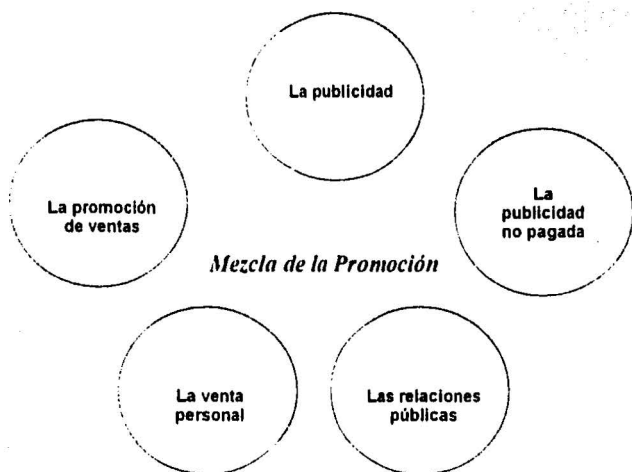 La publicidad
La promoción
de ventas
La
publicidad
no pagada
Mezcla de la Promoción
La venta
personal
Las relaciones
públicas